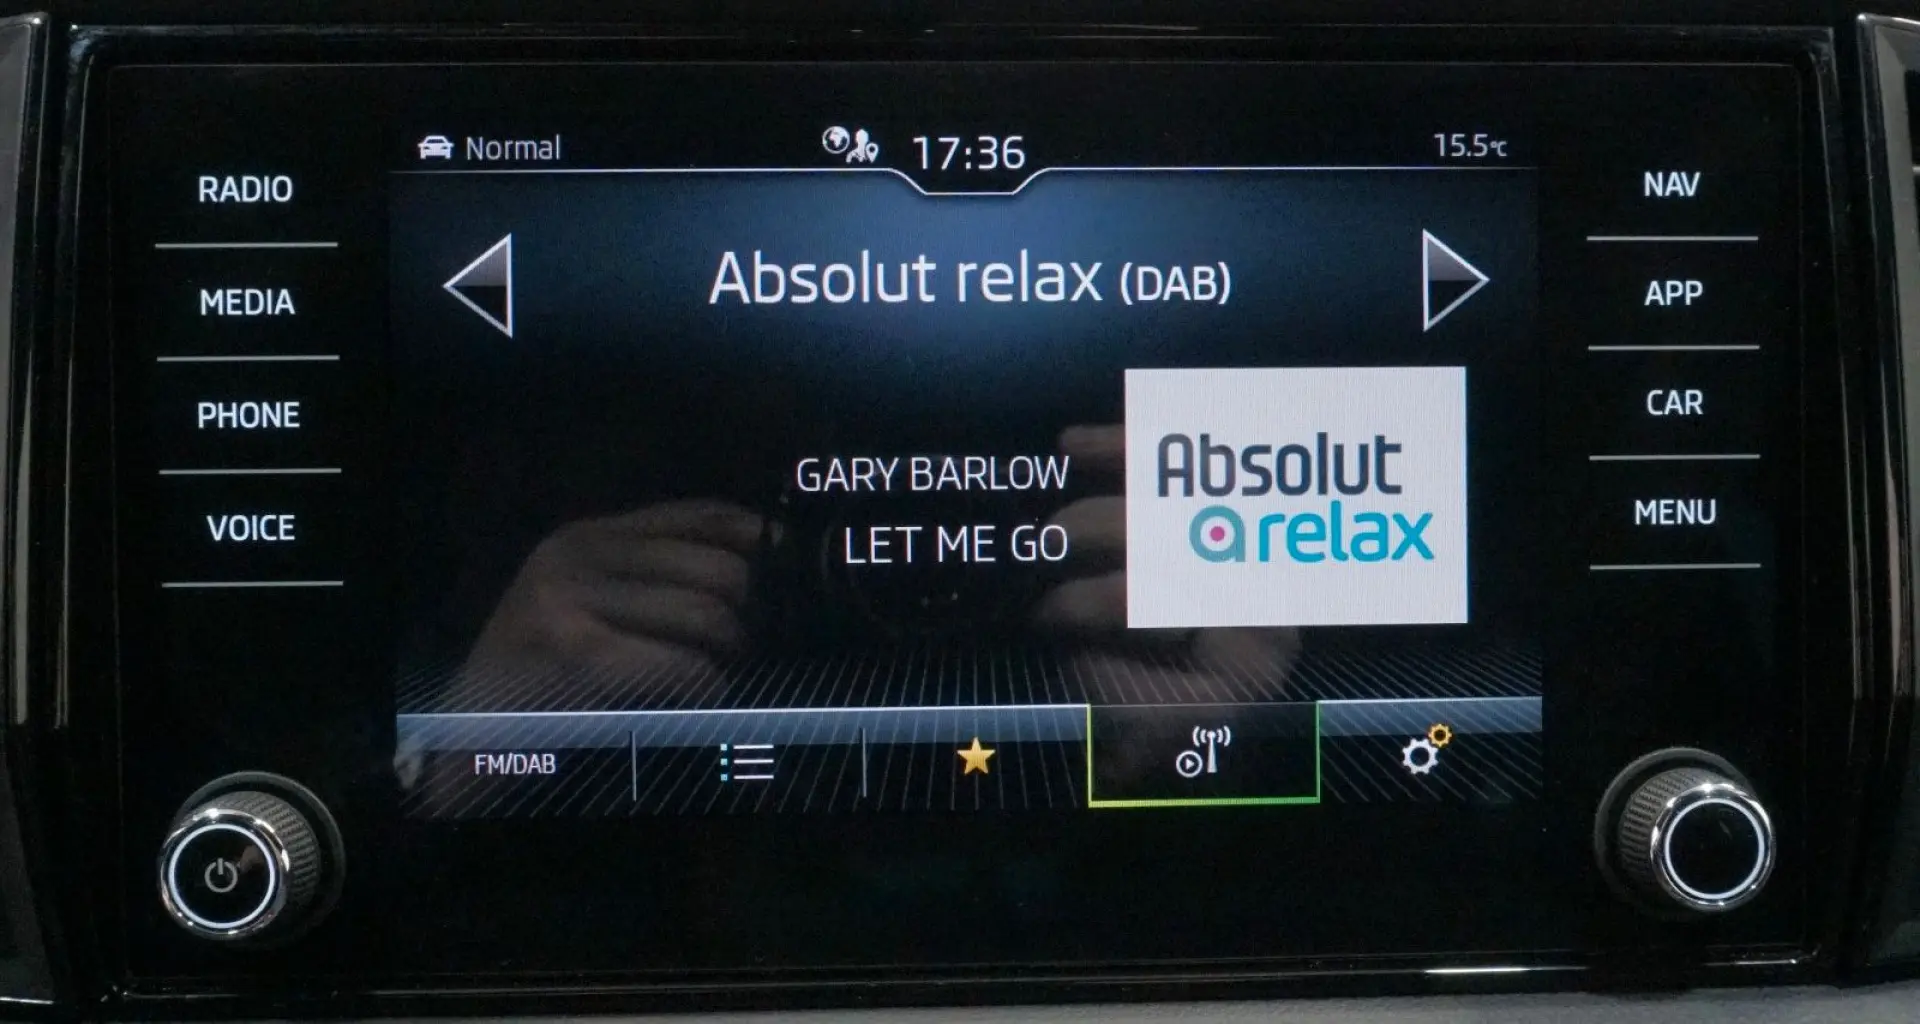 Normal
17:36
15.5°C
RADIO
MEDIA
PHONE
VOICE
Absolut relax (DAB)
GARY BARLOW
LET ME GO
Absolut
relax
FM/DAB
NAV
APP
CAR
MENU